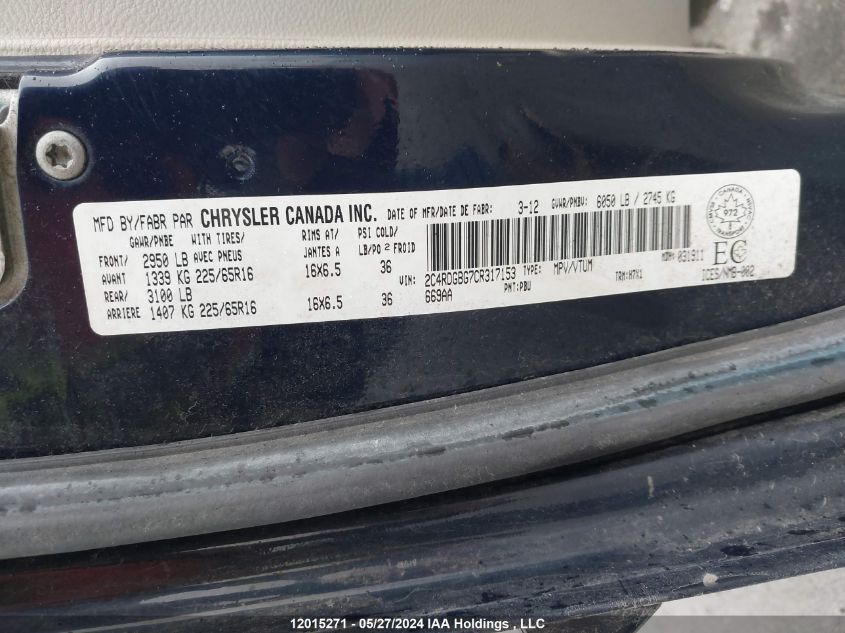 MFD BY/FABR PAR CHRYSLER CANADA INC. DATE OF MFR/DATE DE FABR: 3-12 GVWR/PNBV: 6050 LB / 2745 KG
GAWR/PNBE WITH TIRES/ RIMS AT/ PSI COLD/
FRONT/ 2950 LB AVEC PNEUS JANTES A LB/PO 2 FROID
AVANT 1339 KG 225/65R16 16X6.5 36
REAR/ 3100 LB
ARRIERE 1407 KG 225/65R16 16X6.5 36
VIN: 2C4RDGBG7CR317153 TYPE: MPV/VTUM MDH: 031911
669AA PNT:PBU TRM:H7X1 ICES/NMB-002
CANADA
972
TRANSPORT
EC
12015271 - 05/27/2024 IAA Holdings , LLC